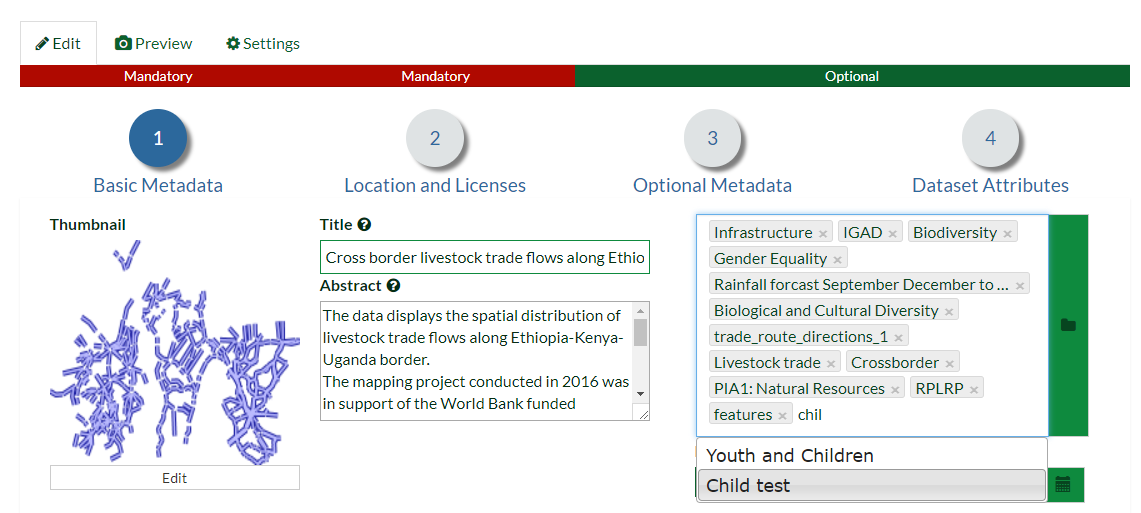 Edit Preview Settings
Mandatory Mandatory Optional
1 2 3 4
Basic Metadata Location and Licenses Optional Metadata Dataset Attributes
Thumbnail
Edit
Title
Cross border livestock trade flows along Ethio
Abstract
The data displays the spatial distribution of
livestock trade flows along Ethiopia-Kenya-
Uganda border.
The mapping project conducted in 2016 was
in support of the World Bank funded
Infrastructure × IGAD × Biodiversity ×
Gender Equality ×
Rainfall forcast September December to ... ×
Biological and Cultural Diversity ×
trade_route_directions_1 ×
Livestock trade × Crossborder ×
PIA1: Natural Resources × RPLRP ×
features × chil
Youth and Children
Child test